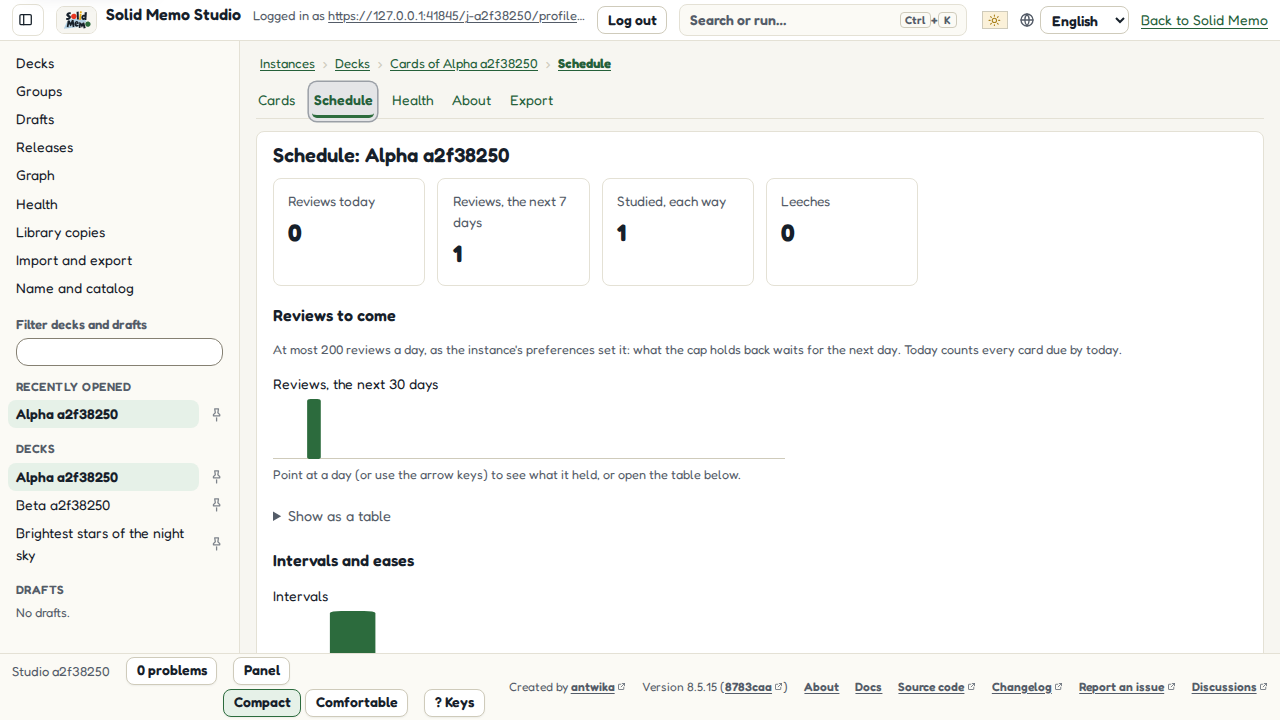 Solid Memo
Solid Memo Studio
Logged in as https://127.0.0.1:41845/j-a2f38250/profile...
Log out
Search or run...
Ctrl+K
English
Back to Solid Memo
Decks
Groups
Drafts
Releases
Graph
Health
Library copies
Import and export
Name and catalog
Filter decks and drafts
RECENTLY OPENED
Alpha a2f38250
DECKS
Alpha a2f38250
Beta a2f38250
Brightest stars of the night
sky
DRAFTS
No drafts.
Instances › Decks › Cards of Alpha a2f38250 › Schedule
Cards Schedule Health About Export
Schedule: Alpha a2f38250
Reviews today
0
Reviews, the next 7
days
1
Studied, each way
1
Leeches
0
Reviews to come
At most 200 reviews a day, as the instance's preferences set it: what the cap holds back waits for the next day. Today counts every card due by today.
Reviews, the next 30 days
Point at a day (or use the arrow keys) to see what it held, or open the table below.
Show as a table
Intervals and eases
Intervals
Studio a2f38250
0 problems
Panel
Compact
Comfortable
? Keys
Created by antwika
Version 8.5.15 (8783caa)
About
Docs
Source code
Changelog
Report an issue
Discussions